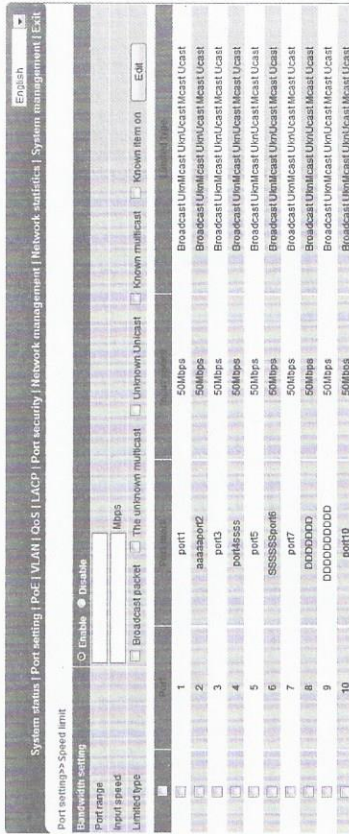 English
System status | Port setting | PoE | VLAN | QoS | LACP | Port security | Network management | Network statistics | System management | Exit
Port setting>>Speed limit
Bandwidth setting Enable Disable
Port range
Input speed Mbps
Limited type Broadcast packet The unknown multicast Unknown Unicast Known multicast Known item on Edit
Port Limited type
1 port1 50Mbps Broadcast UknMcast UknUcast Mcast Ucast
2 aaaaport2 50Mbps Broadcast UknMcast UknUcast Mcast Ucast
3 port3 50Mbps Broadcast UknMcast UknUcast Mcast Ucast
4 port4ssss 50Mbps Broadcast UknMcast UknUcast Mcast Ucast
5 port5 50Mbps Broadcast UknMcast UknUcast Mcast Ucast
6 SSSSSSport6 50Mbps Broadcast UknMcast UknUcast Mcast Ucast
7 port7 50Mbps Broadcast UknMcast UknUcast Mcast Ucast
8 DDDDDDD 50Mbps Broadcast UknMcast UknUcast Mcast Ucast
9 DDDDDDDDDD 50Mbps Broadcast UknMcast UknUcast Mcast Ucast
10 port10 50Mbps Broadcast UknMcast UknUcast Mcast Ucast